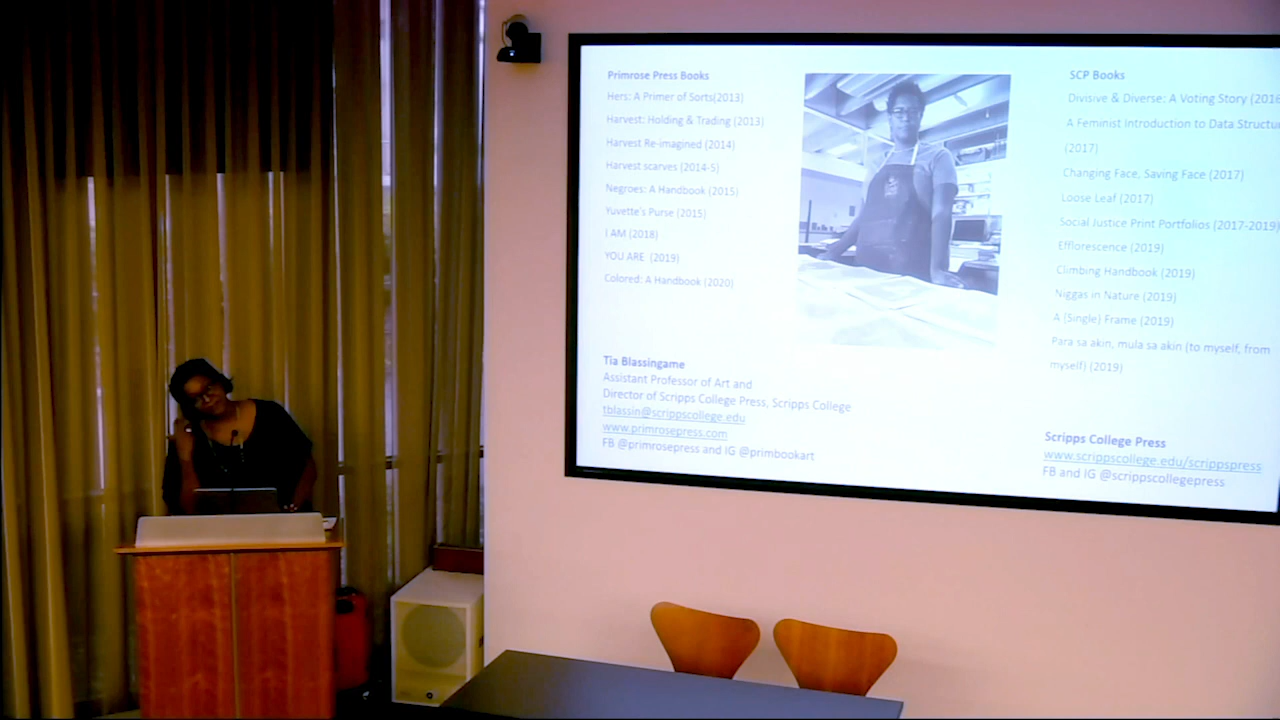 Primrose Press Books
Hers: A Primer of Sorts(2013)
Harvest: Holding & Trading (2013)
Harvest Re-imagined (2014)
Harvest scarves (2014-5)
Negroes: A Handbook (2015)
Yuvette's Purse (2015)
I AM (2018)
YOU ARE (2019)
Colored: A Handbook (2020)
Tia Blassingame
Assistant Professor of Art and
Director of Scripps College Press, Scripps College
tblassin@scrippscollege.edu
www.primrosepress.com
FB @primrosepress and IG @primbookart
SCP Books
Divisive & Diverse: A Voting Story (2016
A Feminist Introduction to Data Structu
(2017)
Changing Face, Saving Face (2017)
Loose Leaf (2017)
Social Justice Print Portfolios (2017-2019)
Efflorescence (2019)
Climbing Handbook (2019)
Niggas in Nature (2019)
A (Single) Frame (2019)
Para sa akin, mula sa akin (to myself, from
myself) (2019)
Scripps College Press
www.scrippscollege.edu/scrippspress
FB and IG @scrippscollegepress